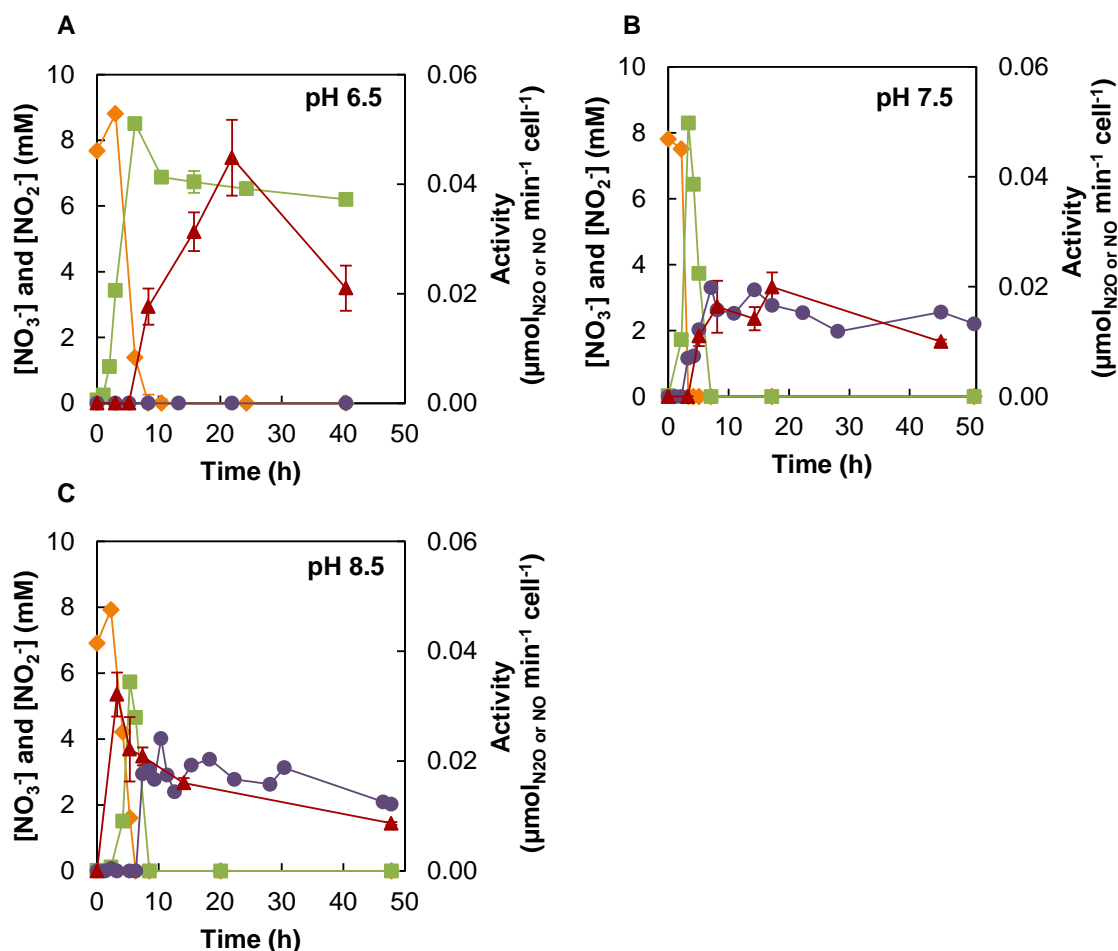 A
pH 6.5
[NO3-] and [NO2-] (mM)
10
8
6
4
2
0
0 10 20 30 40 50
Time (h)
0.06
0.04
0.02
0.00
Activity
(µmolN2O or NO min-1 cell-1)
B
pH 7.5
[NO3-] and [NO2-] (mM)
10
8
6
4
2
0
0 10 20 30 40 50
Time (h)
0.06
0.04
0.02
0.00
Activity
(µmolN2O or NO min-1 cell-1)
C
pH 8.5
[NO3-] and [NO2-] (mM)
10
8
6
4
2
0
0 10 20 30 40 50
Time (h)
0.06
0.04
0.02
0.00
Activity
(µmolN2O or NO min-1 cell-1)